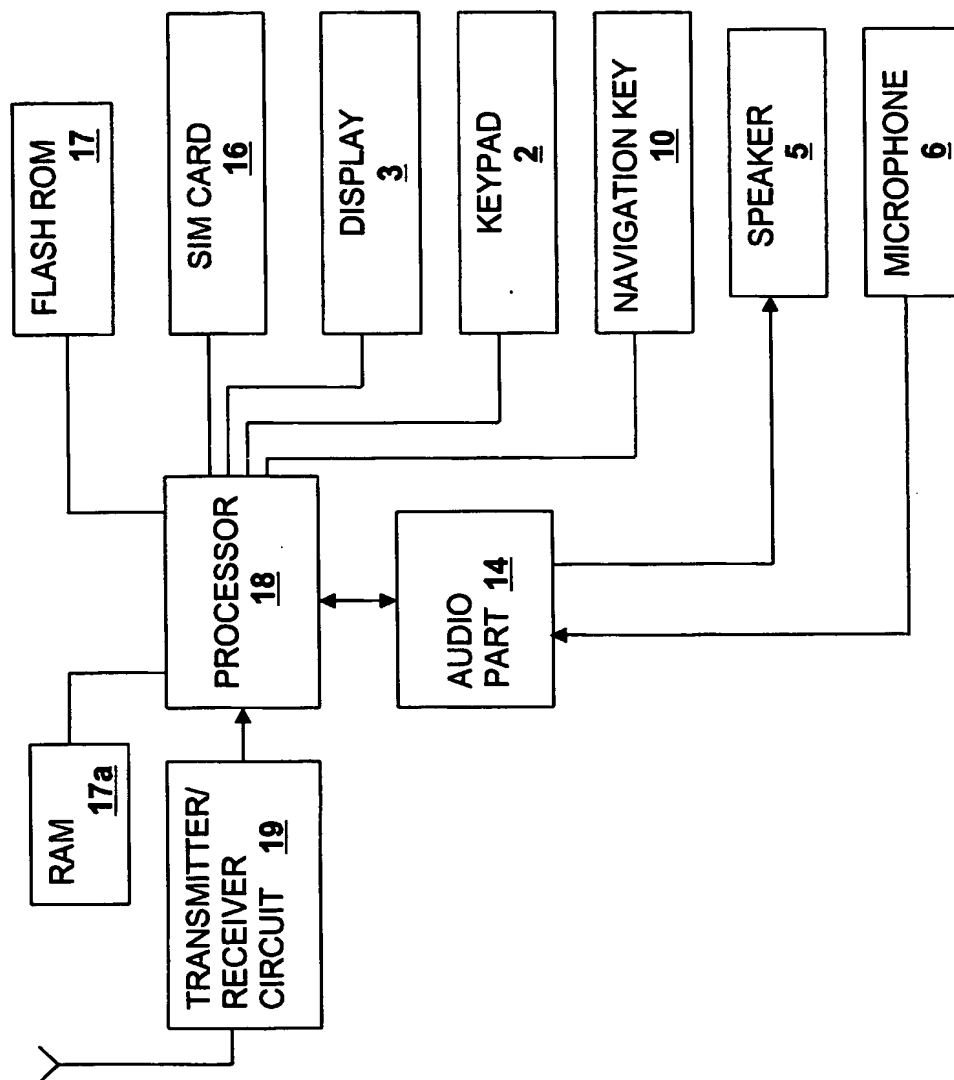 RAM
17a
FLASH ROM
17
TRANSMITTER/
RECEIVER
CIRCUIT 19
PROCESSOR
18
SIM CARD
16
DISPLAY
3
KEYPAD
2
NAVIGATION KEY
10
AUDIO
PART 14
SPEAKER
5
MICROPHONE
6